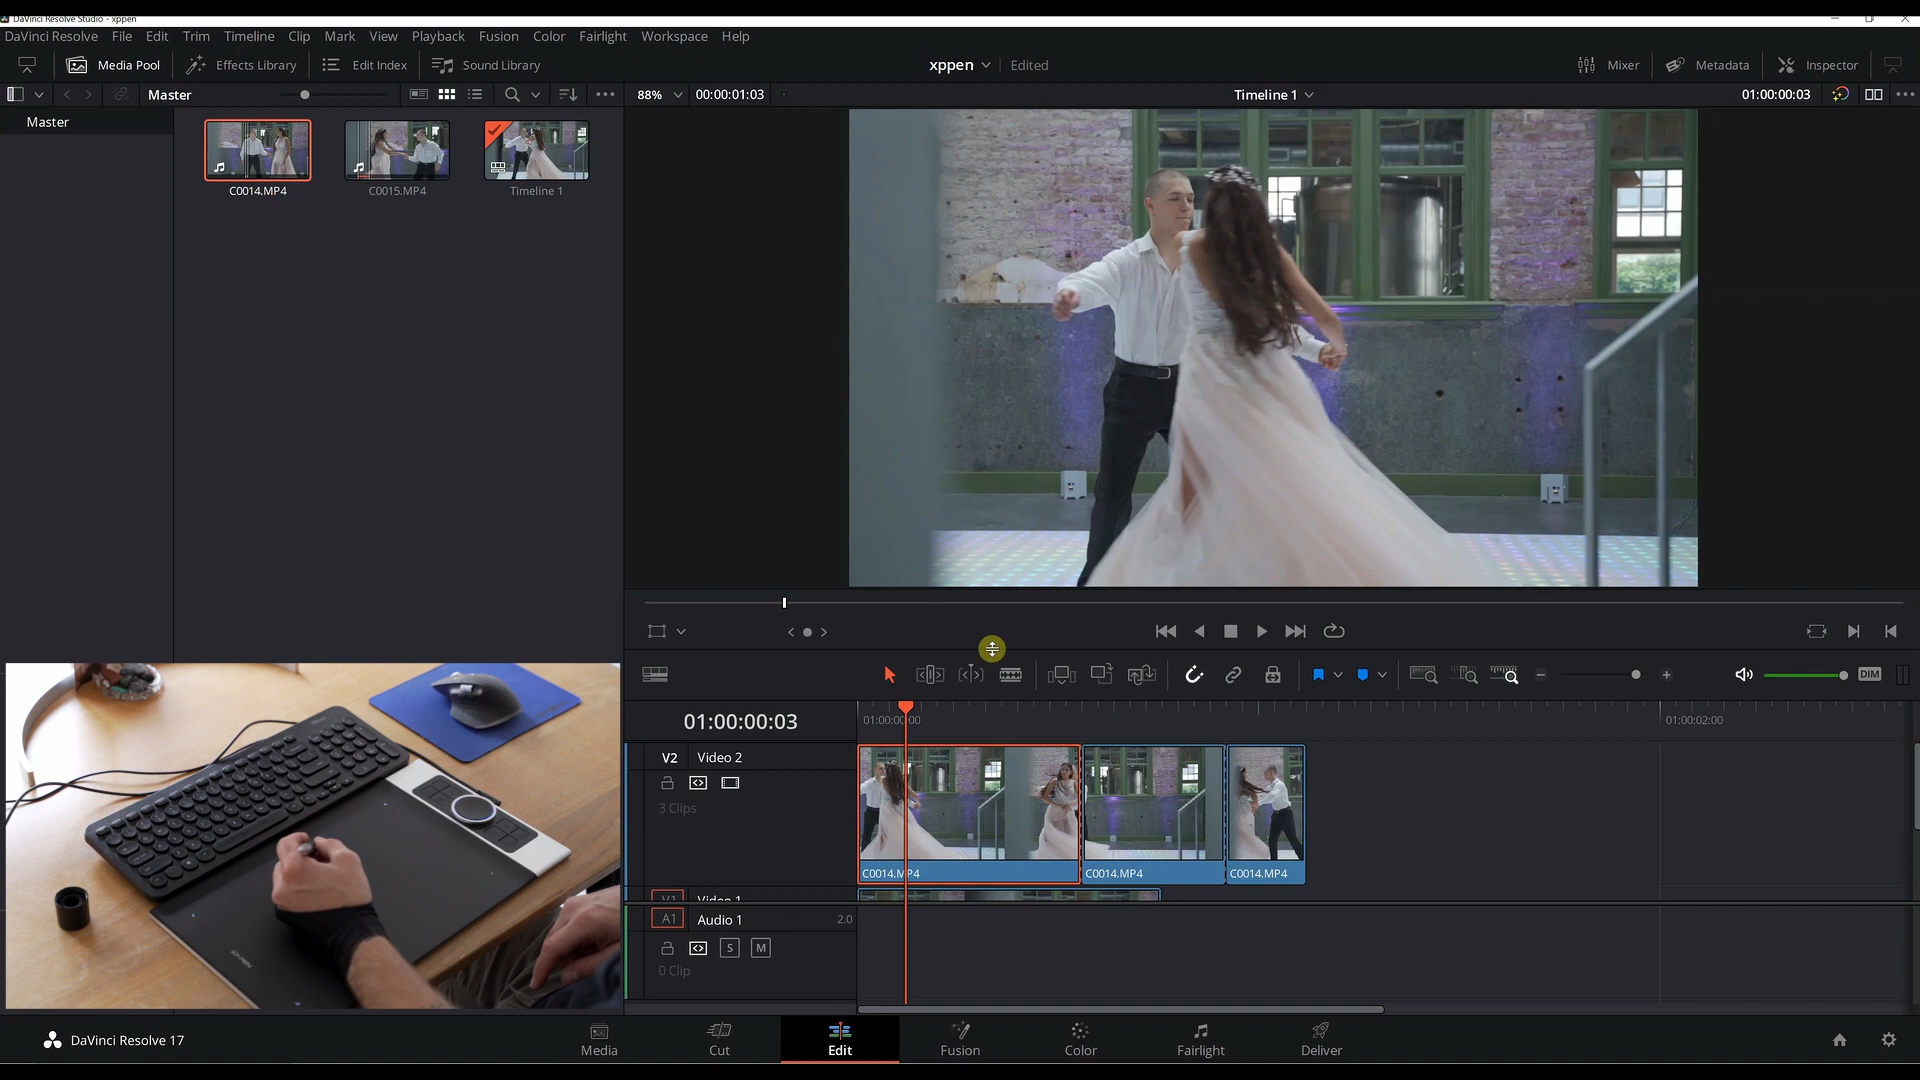 DaVinci Resolve Studio - xppen
DaVinci Resolve File Edit Trim Timeline Clip Mark View Playback Fusion Color Fairlight Workspace Help
Media Pool Effects Library Edit Index Sound Library xppen Edited Mixer Metadata Inspector
Master 88% 00:00:01:03 Timeline 1 01:00:00:03
Master
C0014.MP4 C0015.MP4 Timeline 1
DIM
01:00:00:03 01:00:00:00 01:00:02:00
V2 Video 2
3 Clips
C0014.MP4 C0014.MP4 C0014.MP4
V1 Video 1
A1 Audio 1 2.0
S M
0 Clip
DaVinci Resolve 17 Media Cut Edit Fusion Color Fairlight Deliver